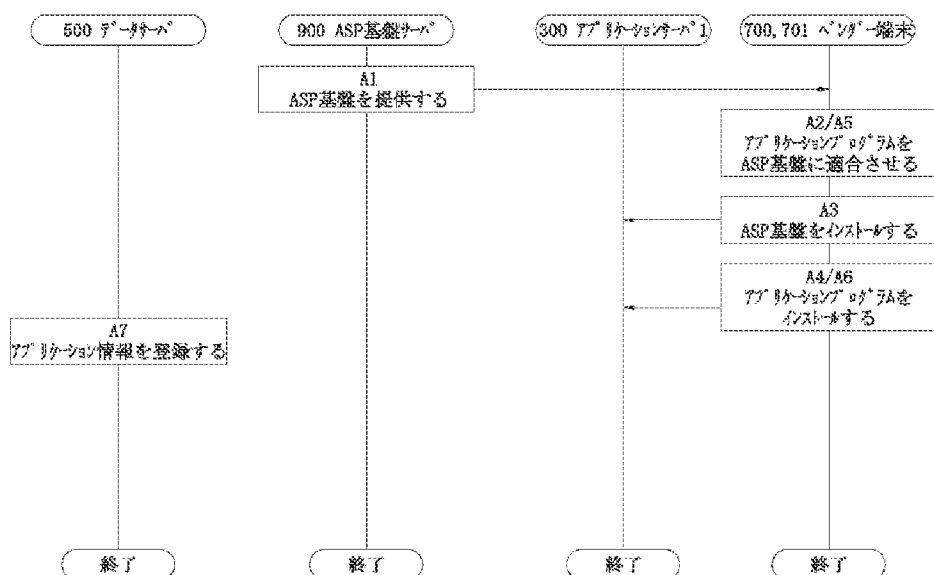 500 データサーバ
900 ASP基盤サーバ
300 アプリケーションサーバ1
700,701 ベンダー端末
A1
ASP基盤を提供する
A2/A5
アプリケーションプログラムを
ASP基盤に適合させる
A3
ASP基盤をインストールする
A4/A6
アプリケーションプログラムを
インストールする
A7
アプリケーション情報を登録する
終了
終了
終了
終了